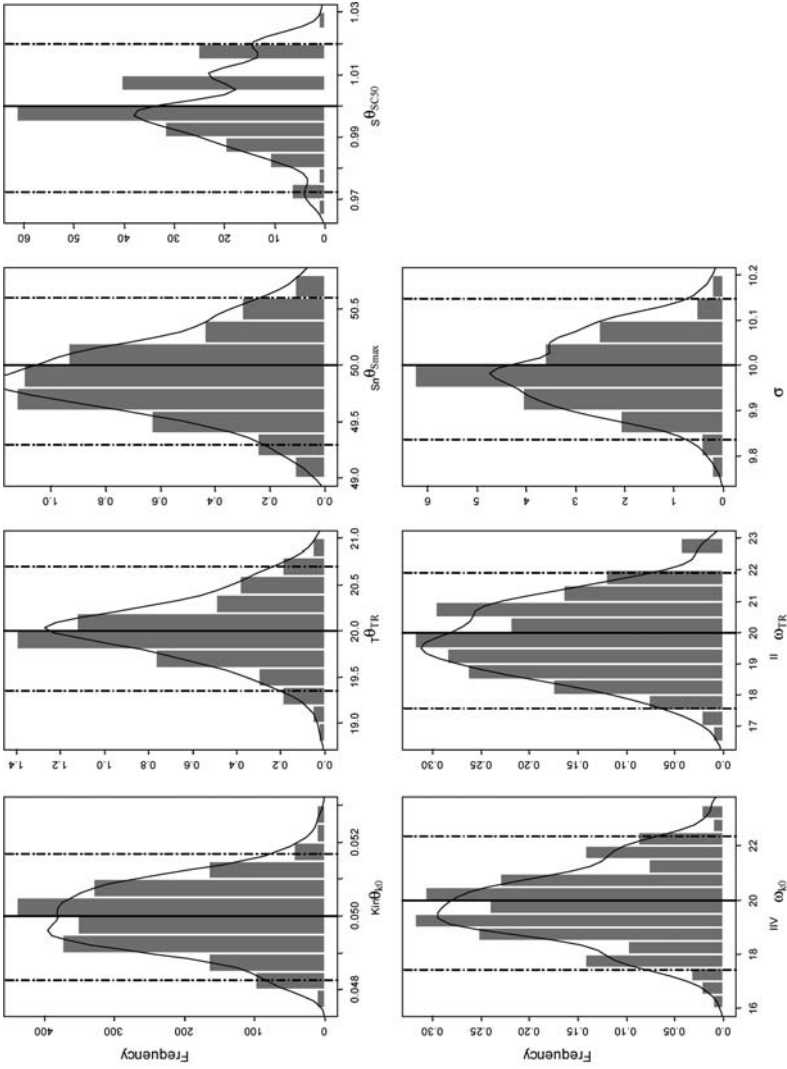 Frequency
0 100 200 300 400
0.048 0.050 0.052
Kinθk0
0.0 0.2 0.4 0.6 0.8 1.0 1.2 1.4
19.0 19.5 20.0 20.5 21.0
TθTR
0.0 0.2 0.4 0.6 0.8 1.0
49.0 49.5 50.0 50.5
SnθSmax
0 10 20 30 40 50 60
0.97 0.99 1.01 1.03
SθSC50
Frequency
0.0 0.05 0.10 0.15 0.20 0.25 0.30
16 18 20 22
IIV ωk0
0.0 0.05 0.10 0.15 0.20 0.25 0.30
17 18 19 20 21 22 23
II ωTR
0 1 2 3 4 5 6
9.8 9.9 10.0 10.1 10.2
σ